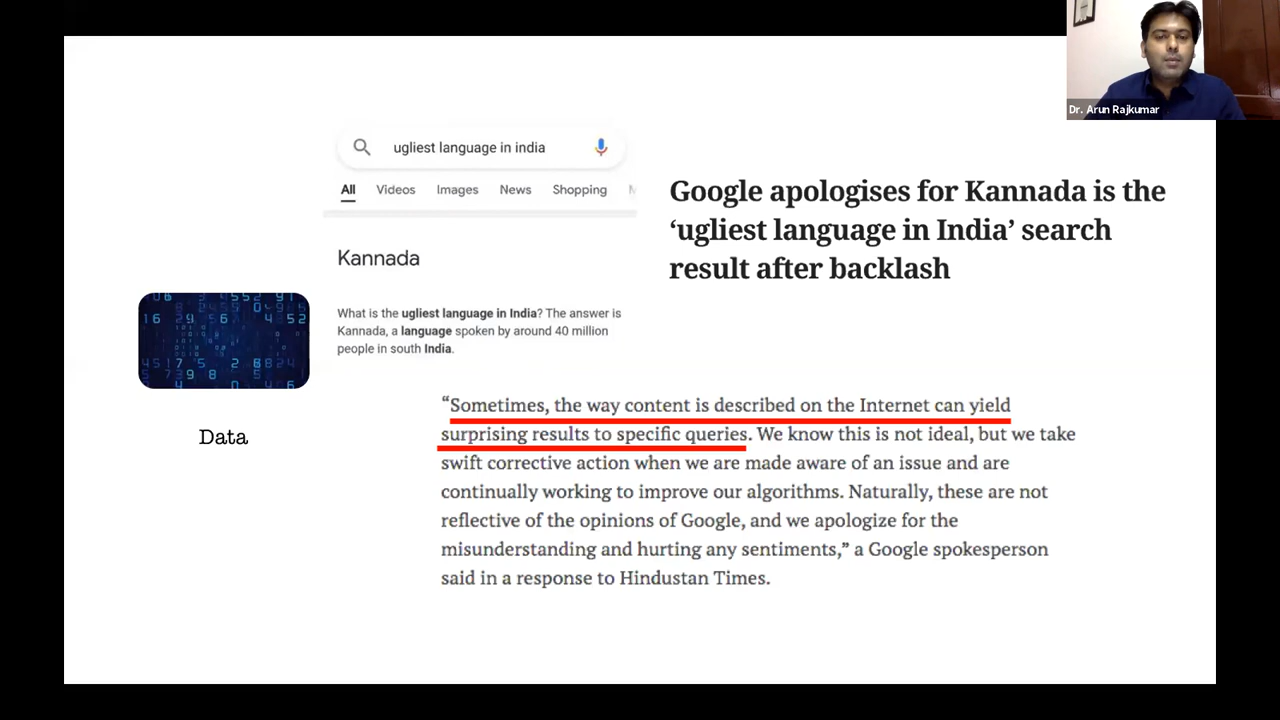 Dr. Arun Rajkumar
ugliest language in india
All Videos Images News Shopping
Kannada
What is the ugliest language in India? The answer is
Kannada, a language spoken by around 40 million
people in south India.
Google apologises for Kannada is the
‘ugliest language in India’ search
result after backlash
Data
“Sometimes, the way content is described on the Internet can yield
surprising results to specific queries. We know this is not ideal, but we take
swift corrective action when we are made aware of an issue and are
continually working to improve our algorithms. Naturally, these are not
reflective of the opinions of Google, and we apologize for the
misunderstanding and hurting any sentiments,” a Google spokesperson
said in a response to Hindustan Times.